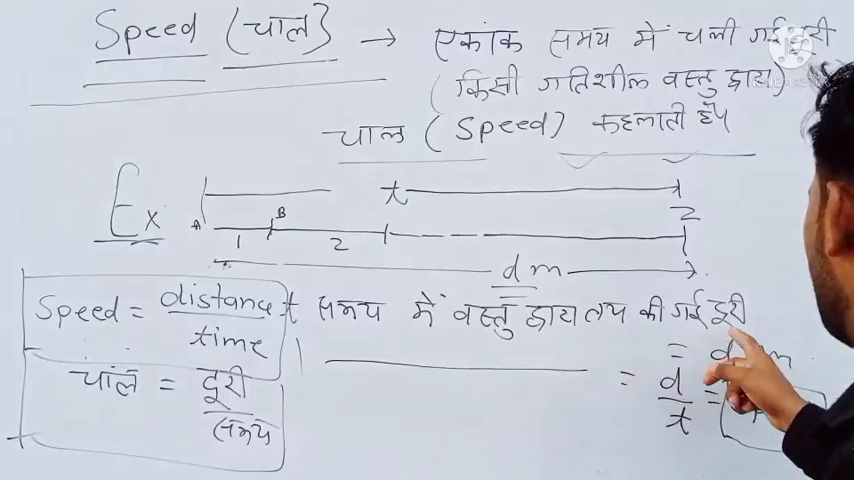 Speed (चाल) → एकांक समय में चली गई दूरी
(किसी गतिशील वस्तु द्वारा)
चाल (Speed) कहलाती है।
Ex
t
A B 2
1 2
d m
Speed = distance / time
t समय में वस्तु द्वारा तय की गई दूरी
= d m
चाल = दूरी / समय
= d / t =